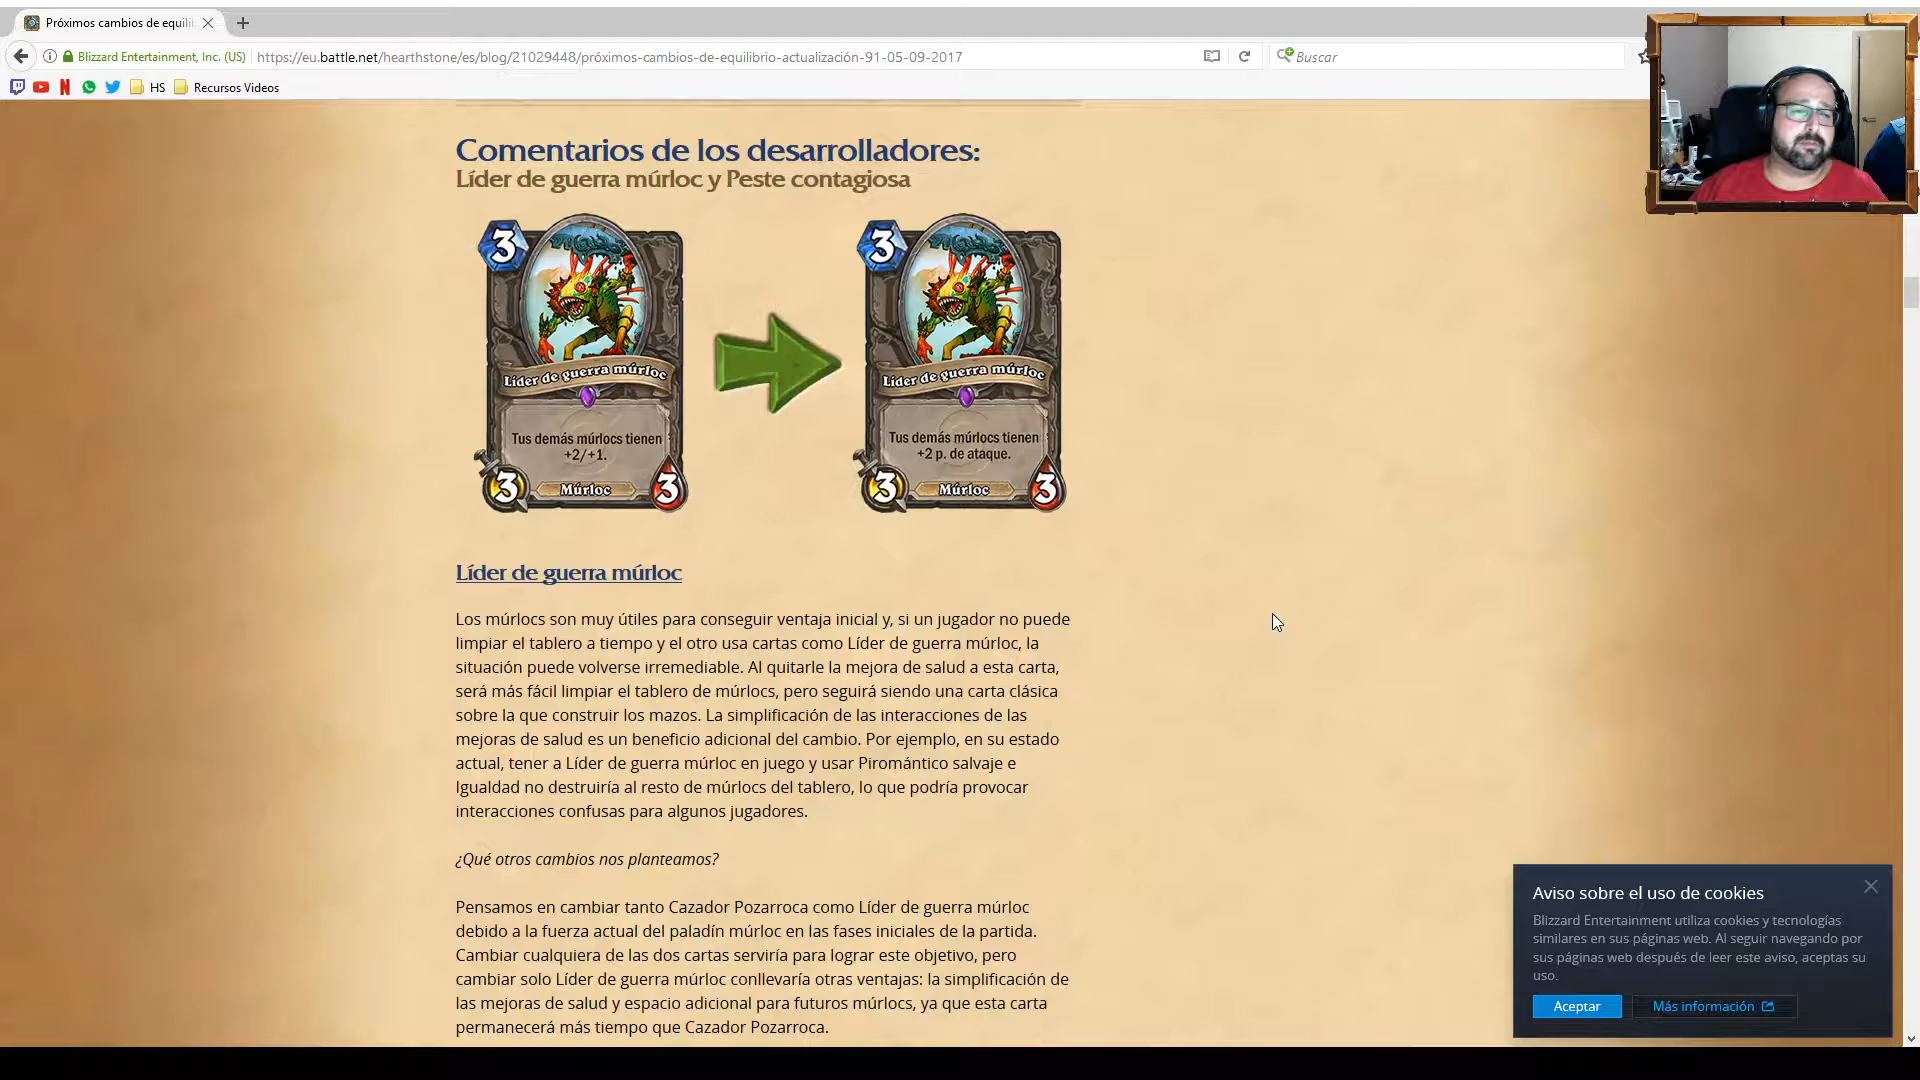 Próximos cambios de equili
Blizzard Entertainment, Inc. (US)
https://eu.battle.net/hearthstone/es/blog/21029448/próximos-cambios-de-equilibrio-actualización-91-05-09-2017
Buscar
HS
Recursos Videos
Comentarios de los desarrolladores:
Líder de guerra múrloc y Peste contagiosa
3
Líder de guerra múrloc
Tus demás múrlocs tienen
+2/+1.
3
Múrloc
3
3
Líder de guerra múrloc
Tus demás múrlocs tienen
+2 p. de ataque.
3
Múrloc
3
Líder de guerra múrloc
Los múrlocs son muy útiles para conseguir ventaja inicial y, si un jugador no puede
limpiar el tablero a tiempo y el otro usa cartas como Líder de guerra múrloc, la
situación puede volverse irremediable. Al quitarle la mejora de salud a esta carta,
será más fácil limpiar el tablero de múrlocs, pero seguirá siendo una carta clásica
sobre la que construir los mazos. La simplificación de las interacciones de las
mejoras de salud es un beneficio adicional del cambio. Por ejemplo, en su estado
actual, tener a Líder de guerra múrloc en juego y usar Piromántico salvaje e
Igualdad no destruiría al resto de múrlocs del tablero, lo que podría provocar
interacciones confusas para algunos jugadores.
¿Qué otros cambios nos planteamos?
Pensamos en cambiar tanto Cazador Pozarroca como Líder de guerra múrloc
debido a la fuerza actual del paladín múrloc en las fases iniciales de la partida.
Cambiar cualquiera de las dos cartas serviría para lograr este objetivo, pero
cambiar solo Líder de guerra múrloc conllevaría otras ventajas: la simplificación de
las mejoras de salud y espacio adicional para futuros múrlocs, ya que esta carta
permanecerá más tiempo que Cazador Pozarroca.
Aviso sobre el uso de cookies
Blizzard Entertainment utiliza cookies y tecnologías
similares en sus páginas web. Al seguir navegando por
sus páginas web después de leer este aviso, aceptas su
uso.
Aceptar
Más información